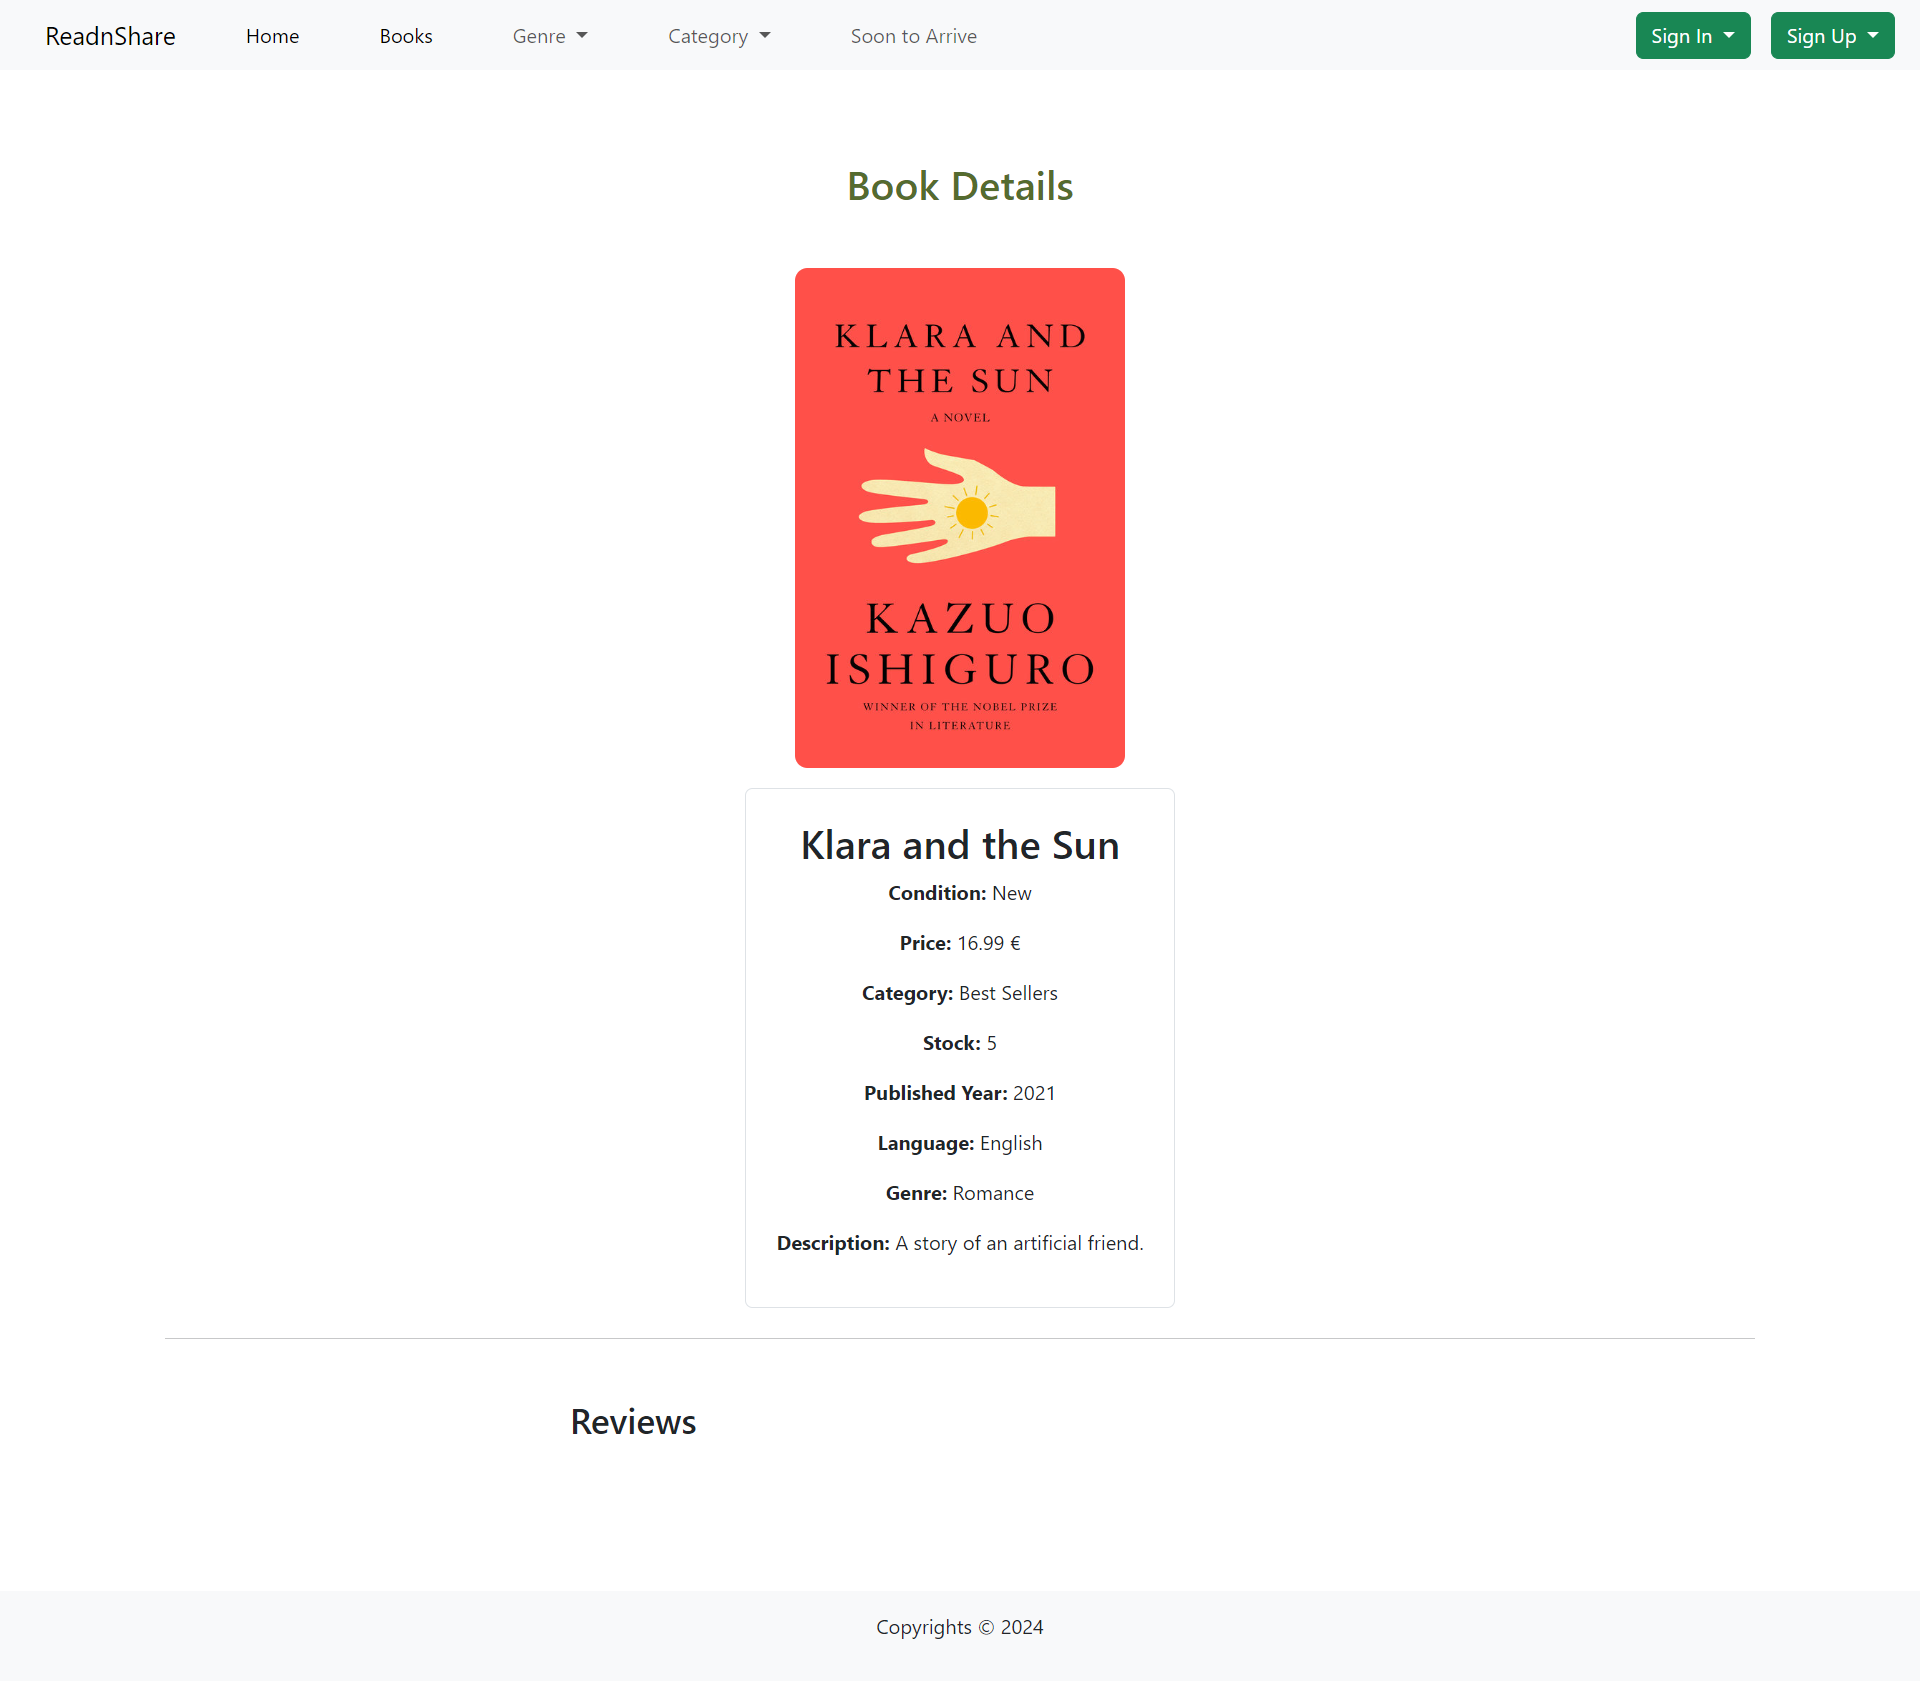 ReadnShare Home Books Genre Category Soon to Arrive Sign In Sign Up
Book Details
KLARA AND
THE SUN
A NOVEL
KAZUO
ISHIGURO
WINNER OF THE NOBEL PRIZE
IN LITERATURE
Klara and the Sun
Condition: New
Price: 16.99 €
Category: Best Sellers
Stock: 5
Published Year: 2021
Language: English
Genre: Romance
Description: A story of an artificial friend.
Reviews
Copyrights © 2024